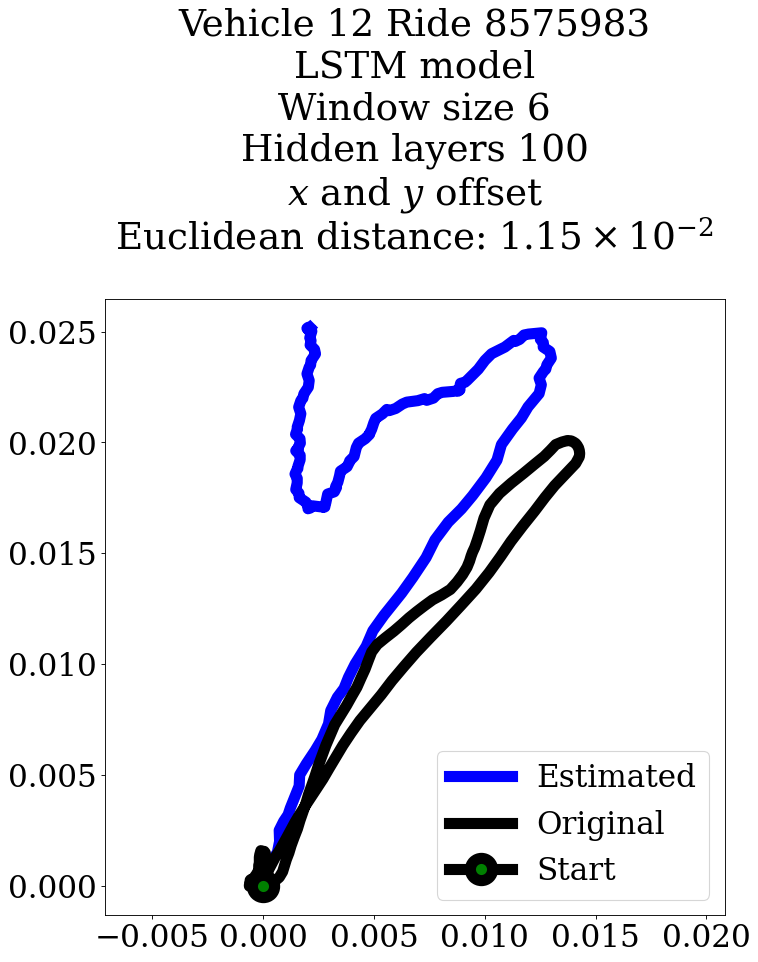 Vehicle 12 Ride 8575983
LSTM model
Window size 6
Hidden layers 100
x and y offset
Euclidean distance: 1.15 × 10⁻²
0.025
0.020
0.015
0.010
0.005
0.000
Estimated
Original
Start
−0.005 0.000 0.005 0.010 0.015 0.020